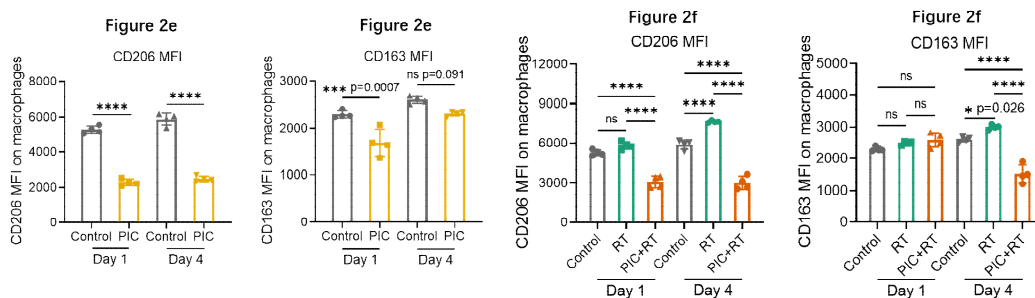 Figure 2e
CD206 MFI
CD206 MFI on macrophages
8000
6000
4000
2000
0
****
****
Control PIC Control PIC
Day 1 Day 4
Figure 2e
CD163 MFI
CD163 MFI on macrophages
3000
2000
1000
0
*** p=0.0007
ns p=0.091
Control PIC Control PIC
Day 1 Day 4
Figure 2f
CD206 MFI
CD206 MFI on macrophages
12000
9000
6000
3000
0
****
ns
****
****
****
****
Control RT PIC+RT Control RT PIC+RT
Day 1 Day 4
Figure 2f
CD163 MFI
CD163 MFI on macrophages
5000
4000
3000
2000
1000
0
ns
ns
ns
****
****
* p=0.026
Control RT PIC+RT Control RT PIC+RT
Day 1 Day 4